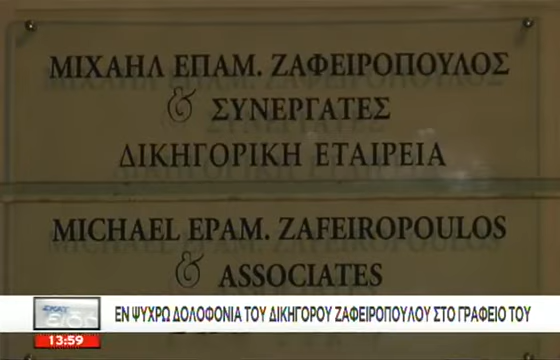 ΜΙΧΑΗΛ ΕΠΑΜ. ΖΑΦΕΙΡΟΠΟΥΛΟΣ
& ΣΥΝΕΡΓΑΤΕΣ
ΔΙΚΗΓΟΡΙΚΗ ΕΤΑΙΡΕΙΑ
MICHAEL EPAM. ZAFEIROPOULOS
& ASSOCIATES
ΕΝ ΨΥΧΡΩ ΔΟΛΟΦΟΝΙΑ ΤΟΥ ΔΙΚΗΓΟΡΟΥ ΖΑΦΕΙΡΟΠΟΥΛΟΥ ΣΤΟ ΓΡΑΦΕΙΟ ΤΟΥ
13:59